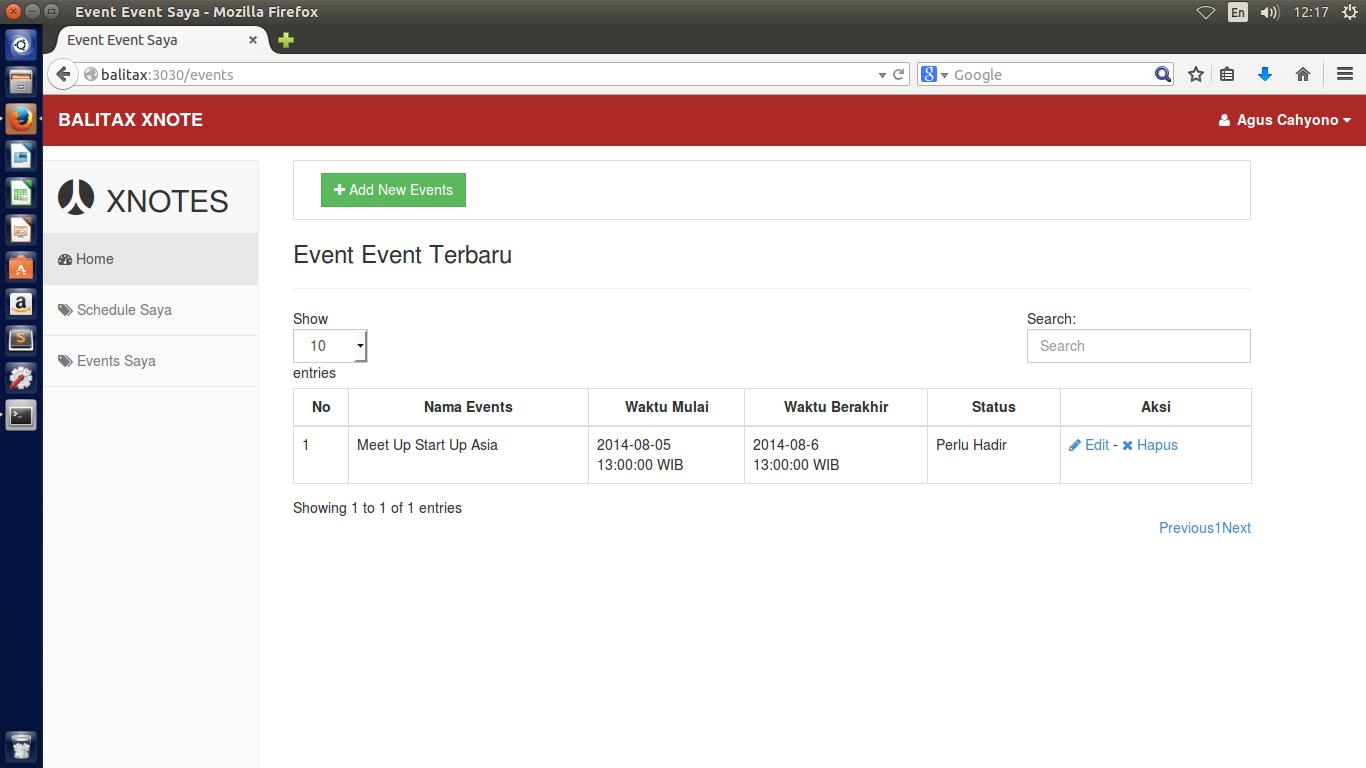 Event Event Saya - Mozilla Firefox
En
12:17
Event Event Saya
balitax:3030/events
Google
BALITAX XNOTE
Agus Cahyono
XNOTES
Home
Schedule Saya
Events Saya
Add New Events
Event Event Terbaru
Show
10
entries
Search:
Search
No Nama Events Waktu Mulai Waktu Berakhir Status Aksi
1 Meet Up Start Up Asia 2014-08-05 2014-08-6 Perlu Hadir Edit - Hapus
13:00:00 WIB 13:00:00 WIB
Showing 1 to 1 of 1 entries
Previous1Next